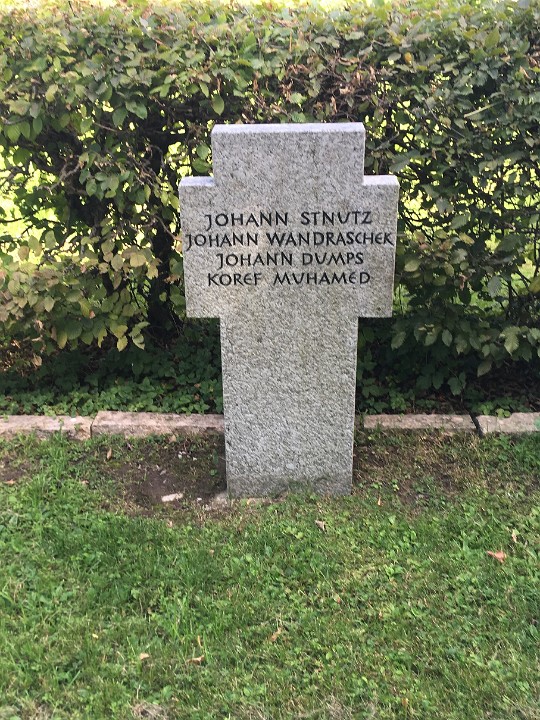 JOHANN STNUTZ
JOHANN WANDRASCHEK
JOHANN DUMPS
KOREF MUHAMED